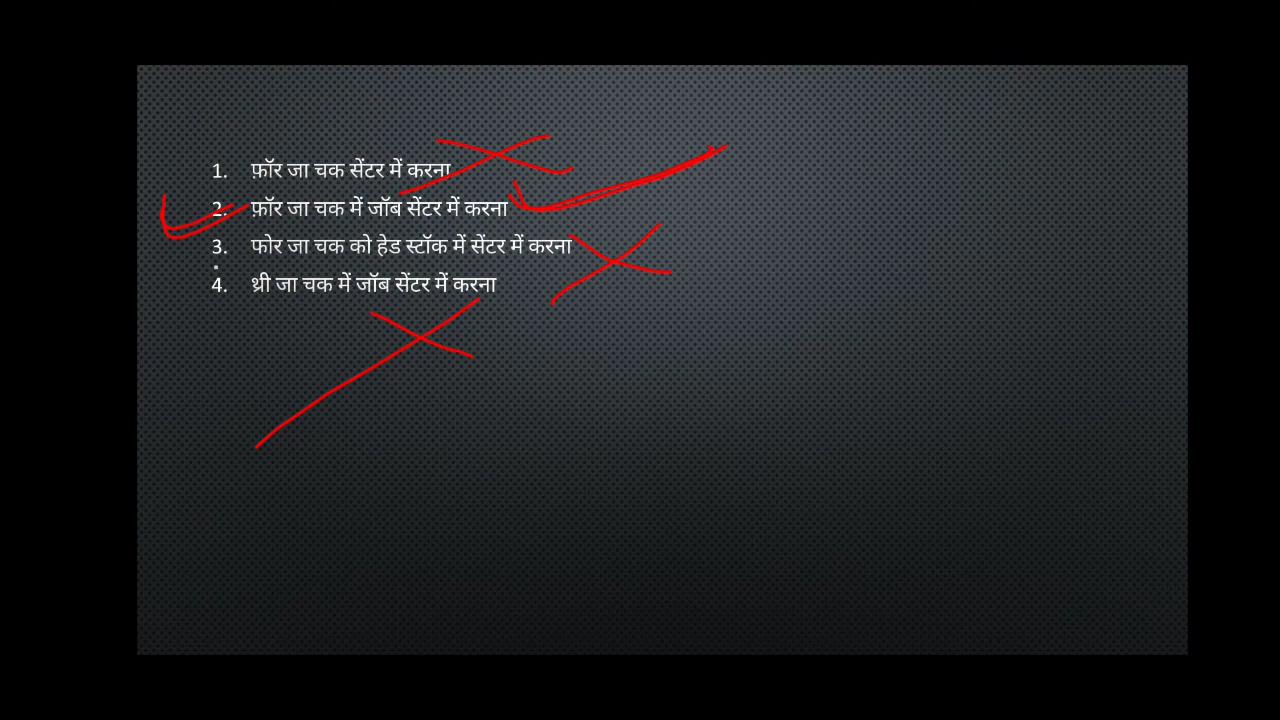 1. फ़ॉर जा चक सेंटर में करना
2. फ़ॉर जा चक में जॉब सेंटर में करना
3. फोर जा चक को हेड स्टॉक में सेंटर में करना
4. थ्री जा चक में जॉब सेंटर में करना